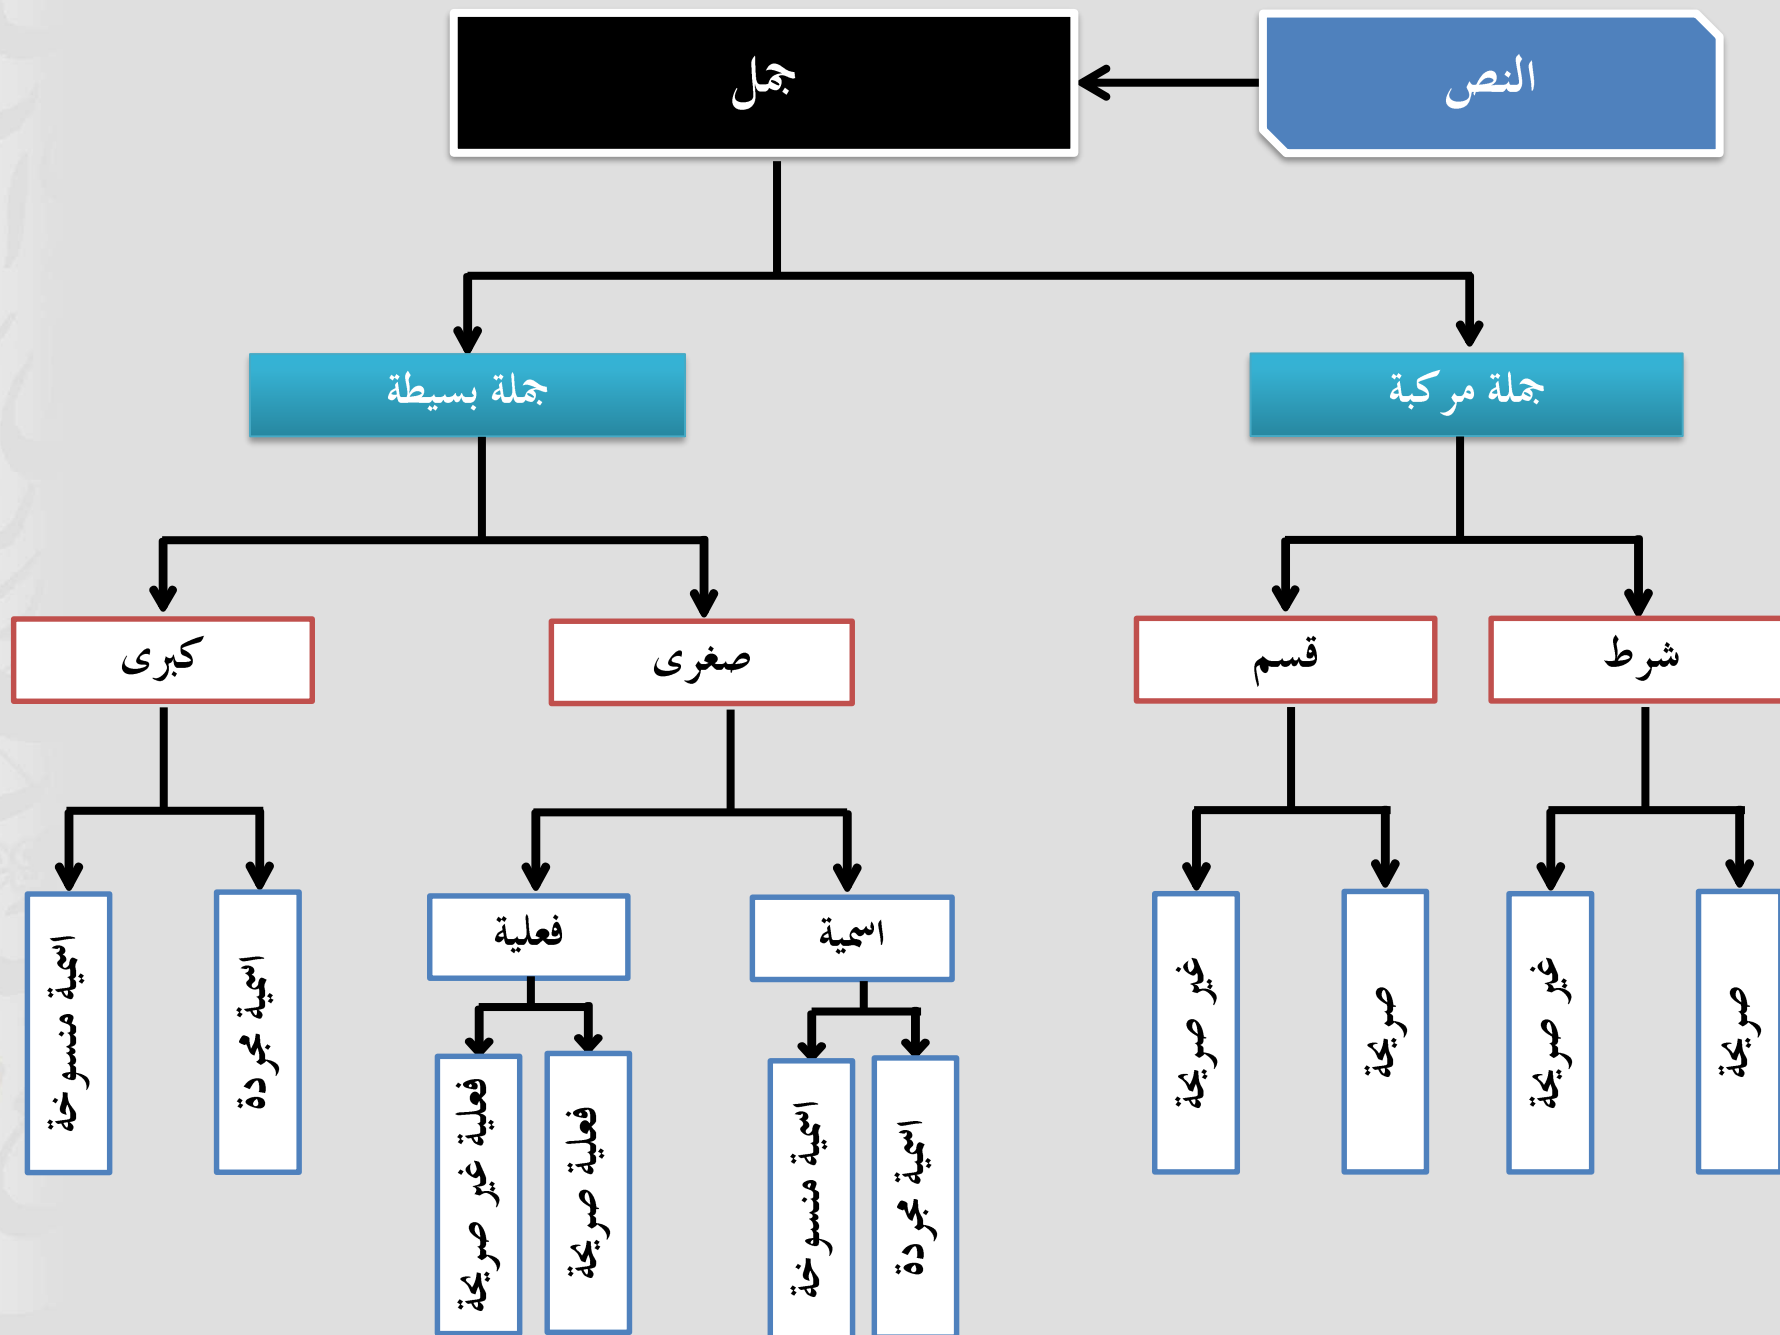 النص
جمل
جملة مركبة
جملة بسيطة
شرط
قسم
صغرى
كبرى
صريحة
غير صريحة
صريحة
غير صريحة
اسمية
فعلية
اسمية مجردة
اسمية منسوخة
اسمية مجردة
اسمية منسوخة
فعلية صريحة
فعلية غير صريحة